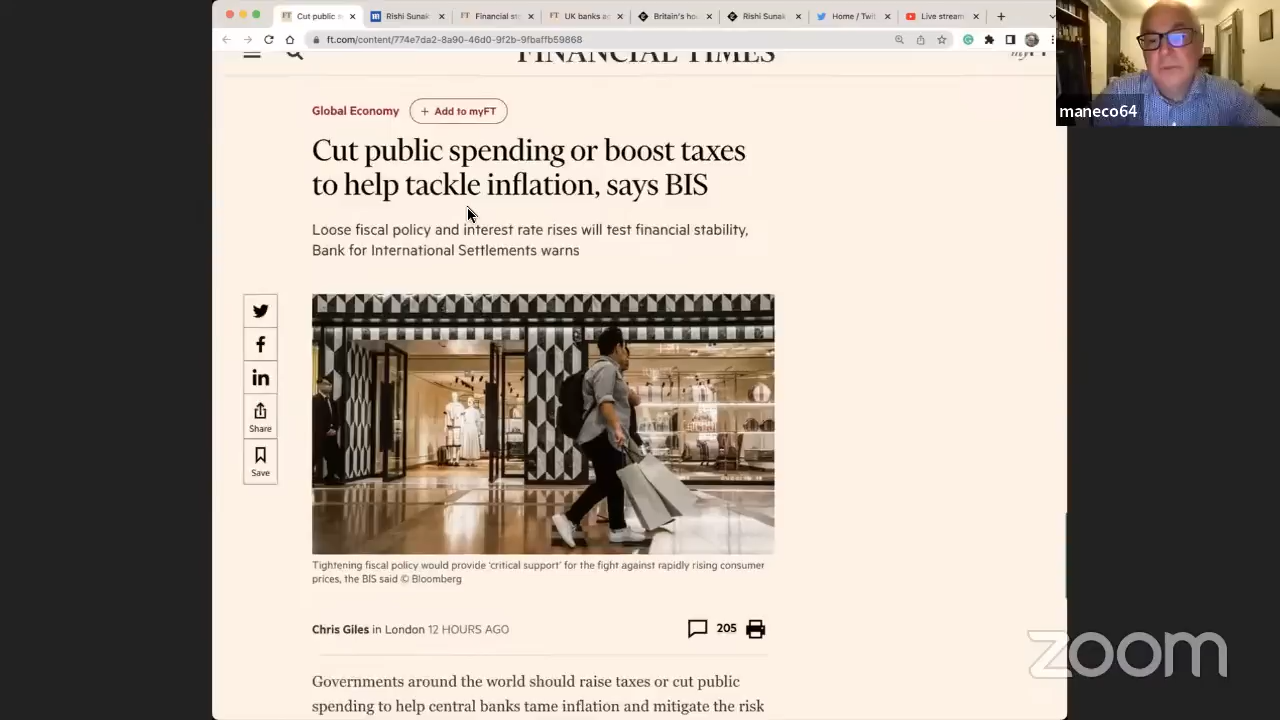 Cut public s
Rishi Sunak
Financial st
UK banks a
Britain's ho
Rishi Sunak
Home / Twit
Live stream
ft.com/content/774e7da2-8a90-46d0-9f2b-9fbaffb59868
FINANCIAL TIMES
maneco64
Global Economy
+ Add to myFT
Cut public spending or boost taxes
to help tackle inflation, says BIS
Loose fiscal policy and interest rate rises will test financial stability,
Bank for International Settlements warns
Share
Save
Tightening fiscal policy would provide ‘critical support’ for the fight against rapidly rising consumer
prices, the BIS said © Bloomberg
Chris Giles in London 12 HOURS AGO
205
zoom
Governments around the world should raise taxes or cut public
spending to help central banks tame inflation and mitigate the risk